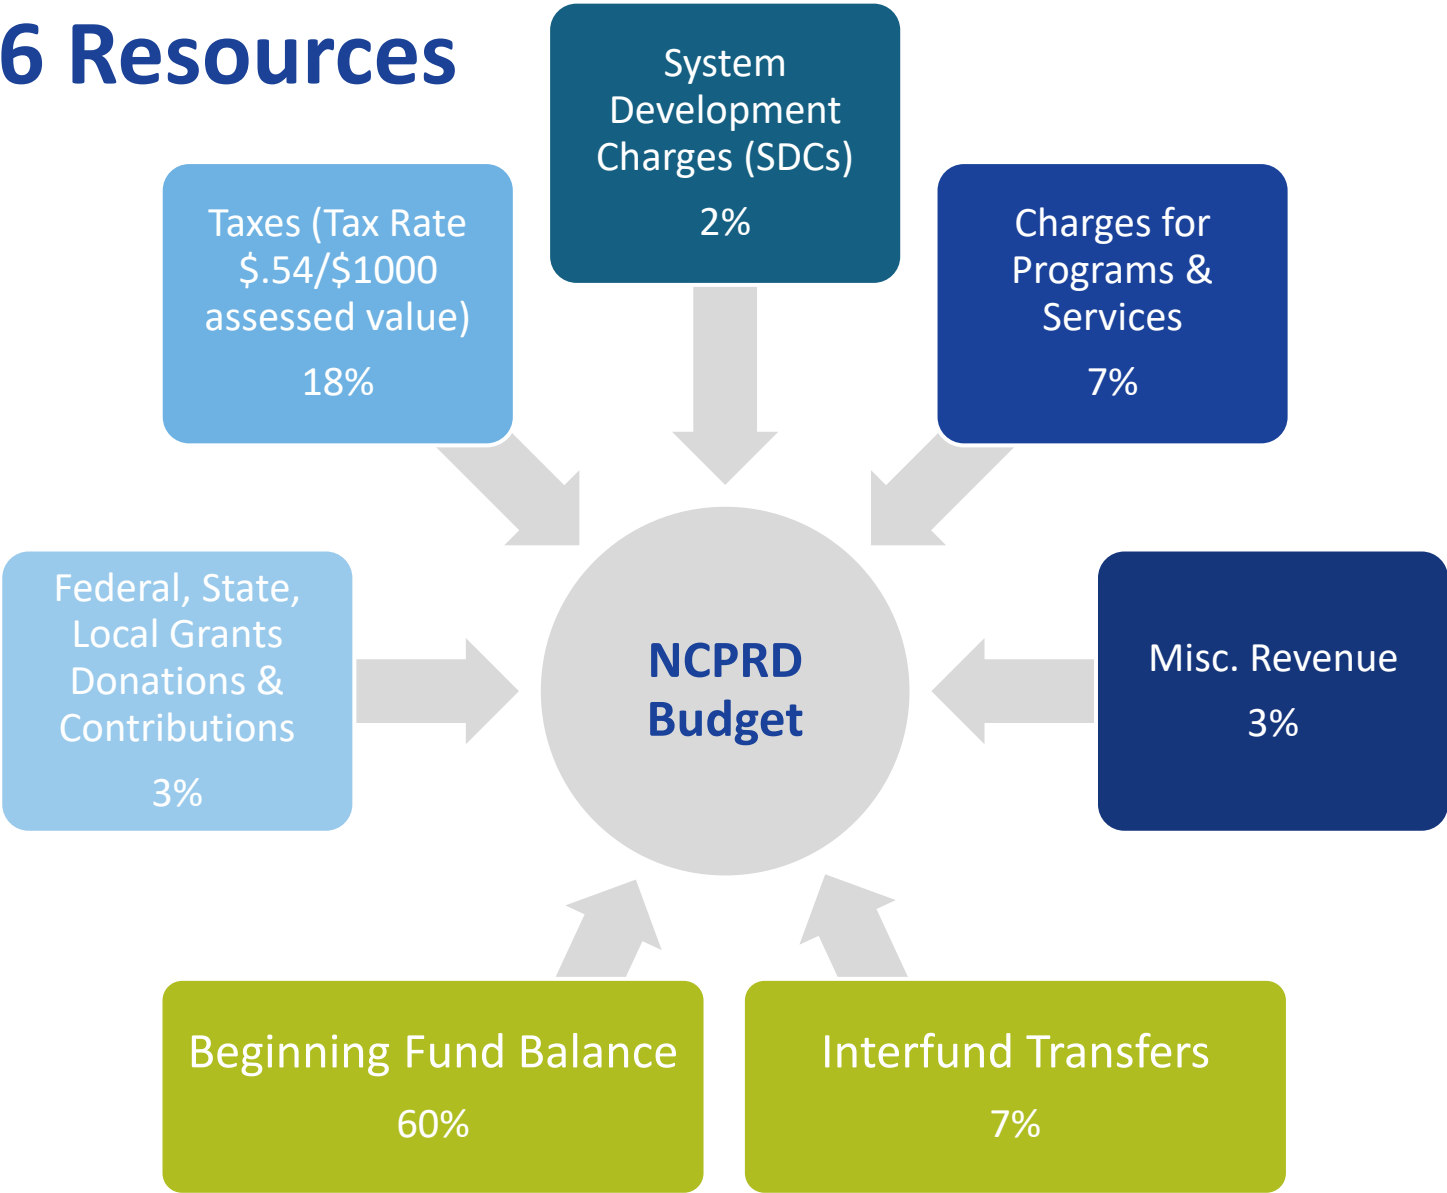 6 Resources
System
Development
Charges (SDCs)
2%
Taxes (Tax Rate
$.54/$1000
assessed value)
18%
Charges for
Programs &
Services
7%
Federal, State,
Local Grants
Donations &
Contributions
3%
NCPRD
Budget
Misc. Revenue
3%
Beginning Fund Balance
60%
Interfund Transfers
7%